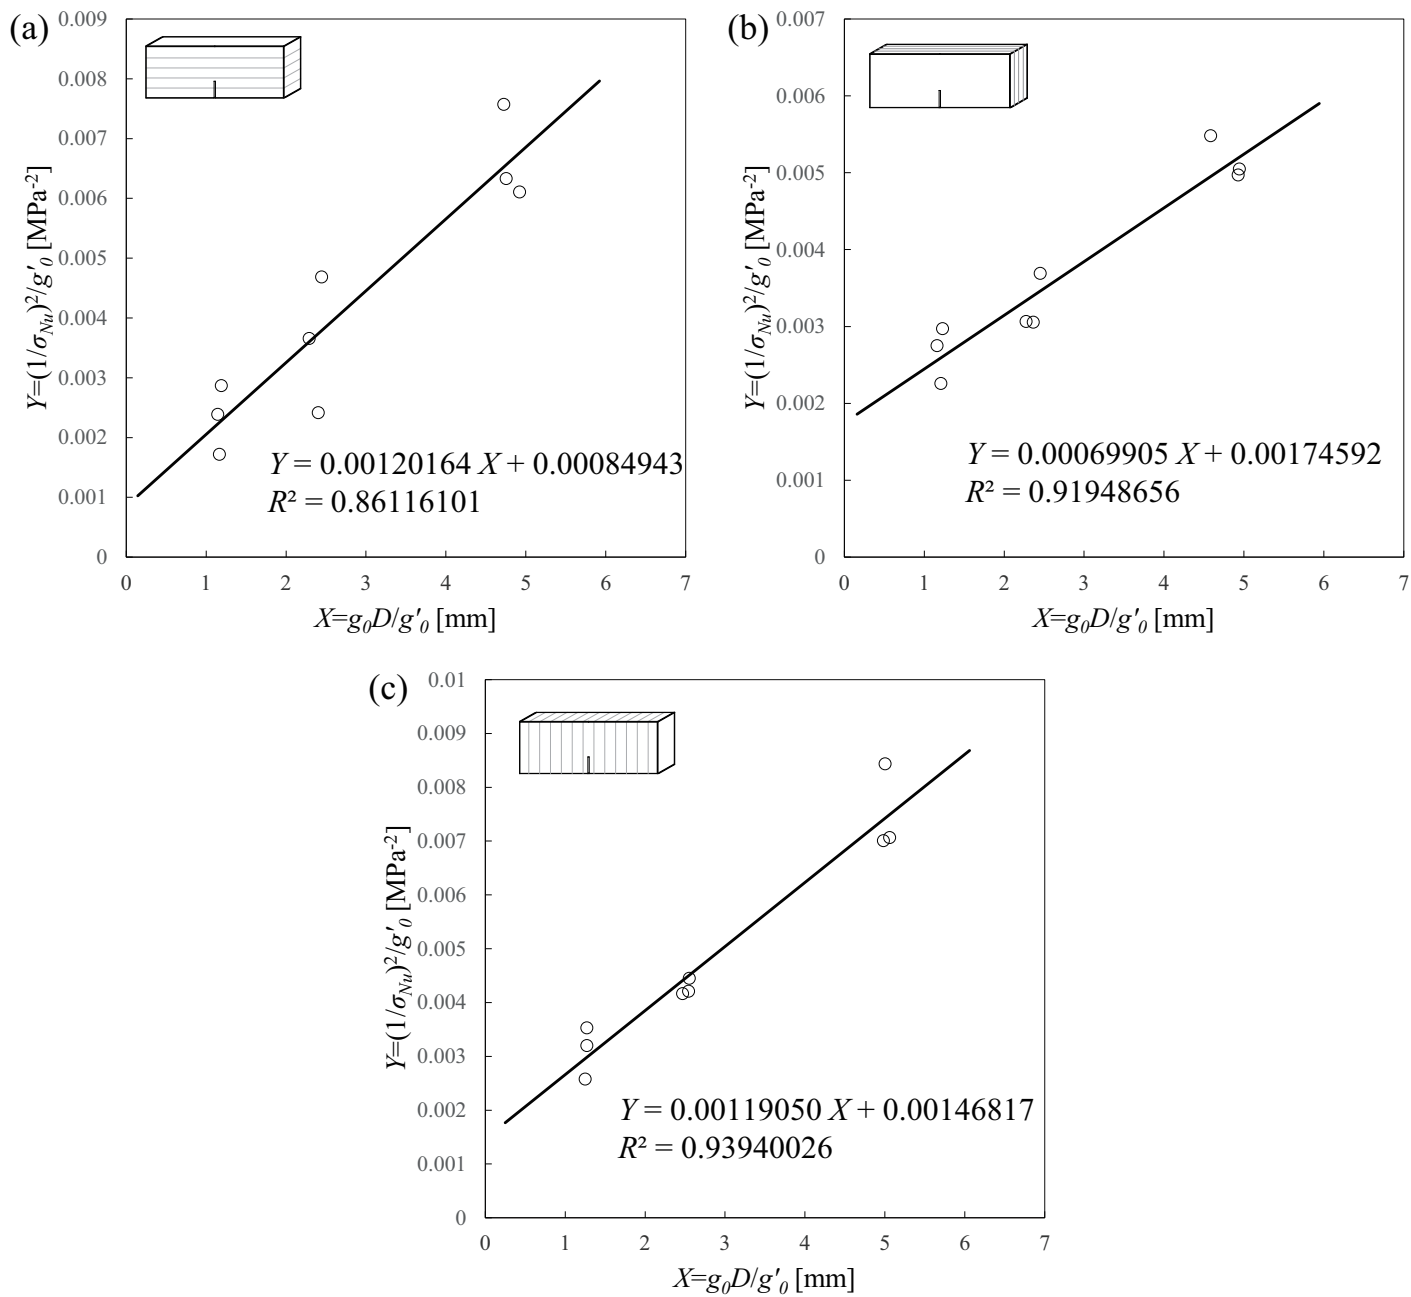 (a)
0.009
0.008
0.007
0.006
0.005
0.004
0.003
0.002
0.001
0
Y=(1/σ_Nu)²/g'₀ [MPa⁻²]
Y = 0.00120164 X + 0.00084943
R² = 0.86116101
0 1 2 3 4 5 6 7
X=g₀D/g'₀ [mm]
(b)
0.007
0.006
0.005
0.004
0.003
0.002
0.001
0
Y=(1/σ_Nu)²/g'₀ [MPa⁻²]
Y = 0.00069905 X + 0.00174592
R² = 0.91948656
0 1 2 3 4 5 6 7
X=g₀D/g'₀ [mm]
(c)
0.01
0.009
0.008
0.007
0.006
0.005
0.004
0.003
0.002
0.001
0
Y=(1/σ_Nu)²/g'₀ [MPa⁻²]
Y = 0.00119050 X + 0.00146817
R² = 0.93940026
0 1 2 3 4 5 6 7
X=g₀D/g'₀ [mm]